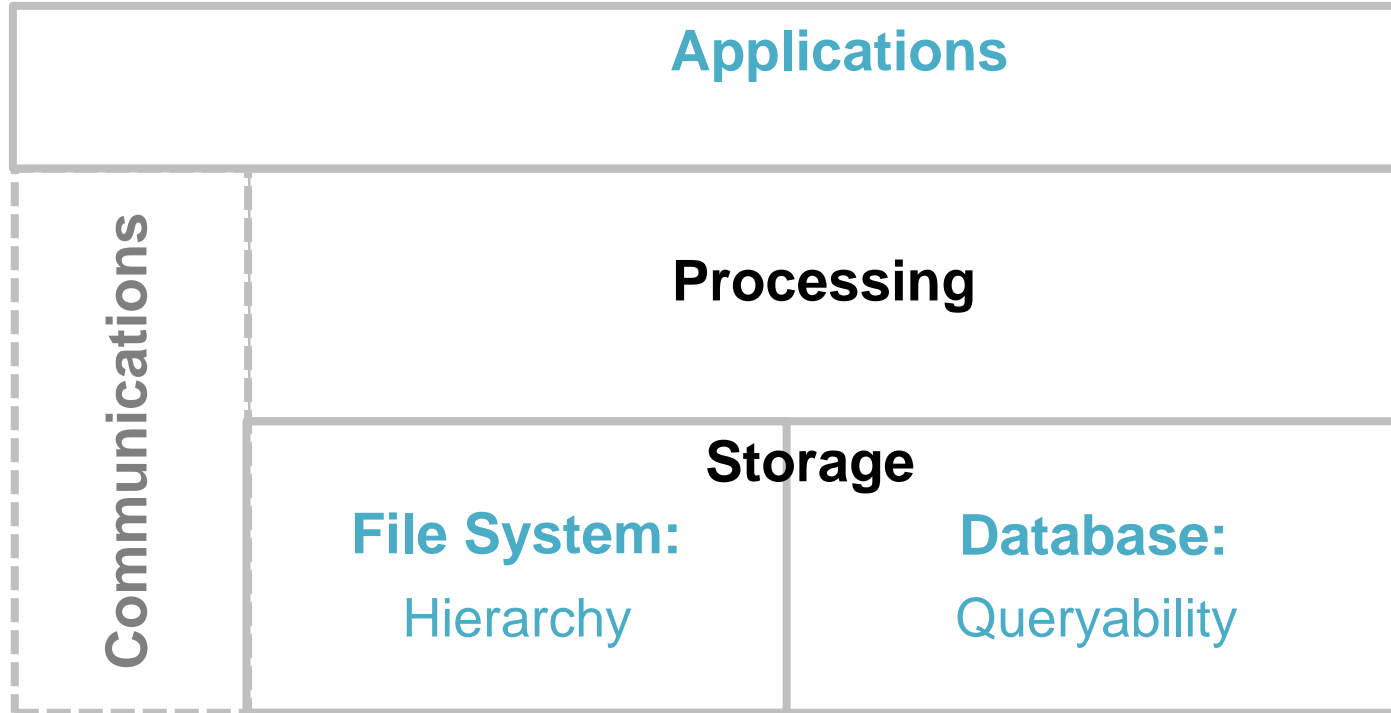 Applications
Communications
Processing
Storage
File System:
Hierarchy
Database:
Queryability